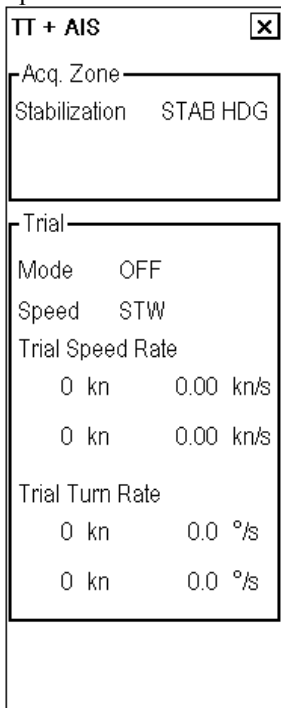 TT + AIS
Acq. Zone
Stabilization STAB HDG
Trial
Mode OFF
Speed STW
Trial Speed Rate
0 kn 0.00 kn/s
0 kn 0.00 kn/s
Trial Turn Rate
0 kn 0.0 °/s
0 kn 0.0 °/s